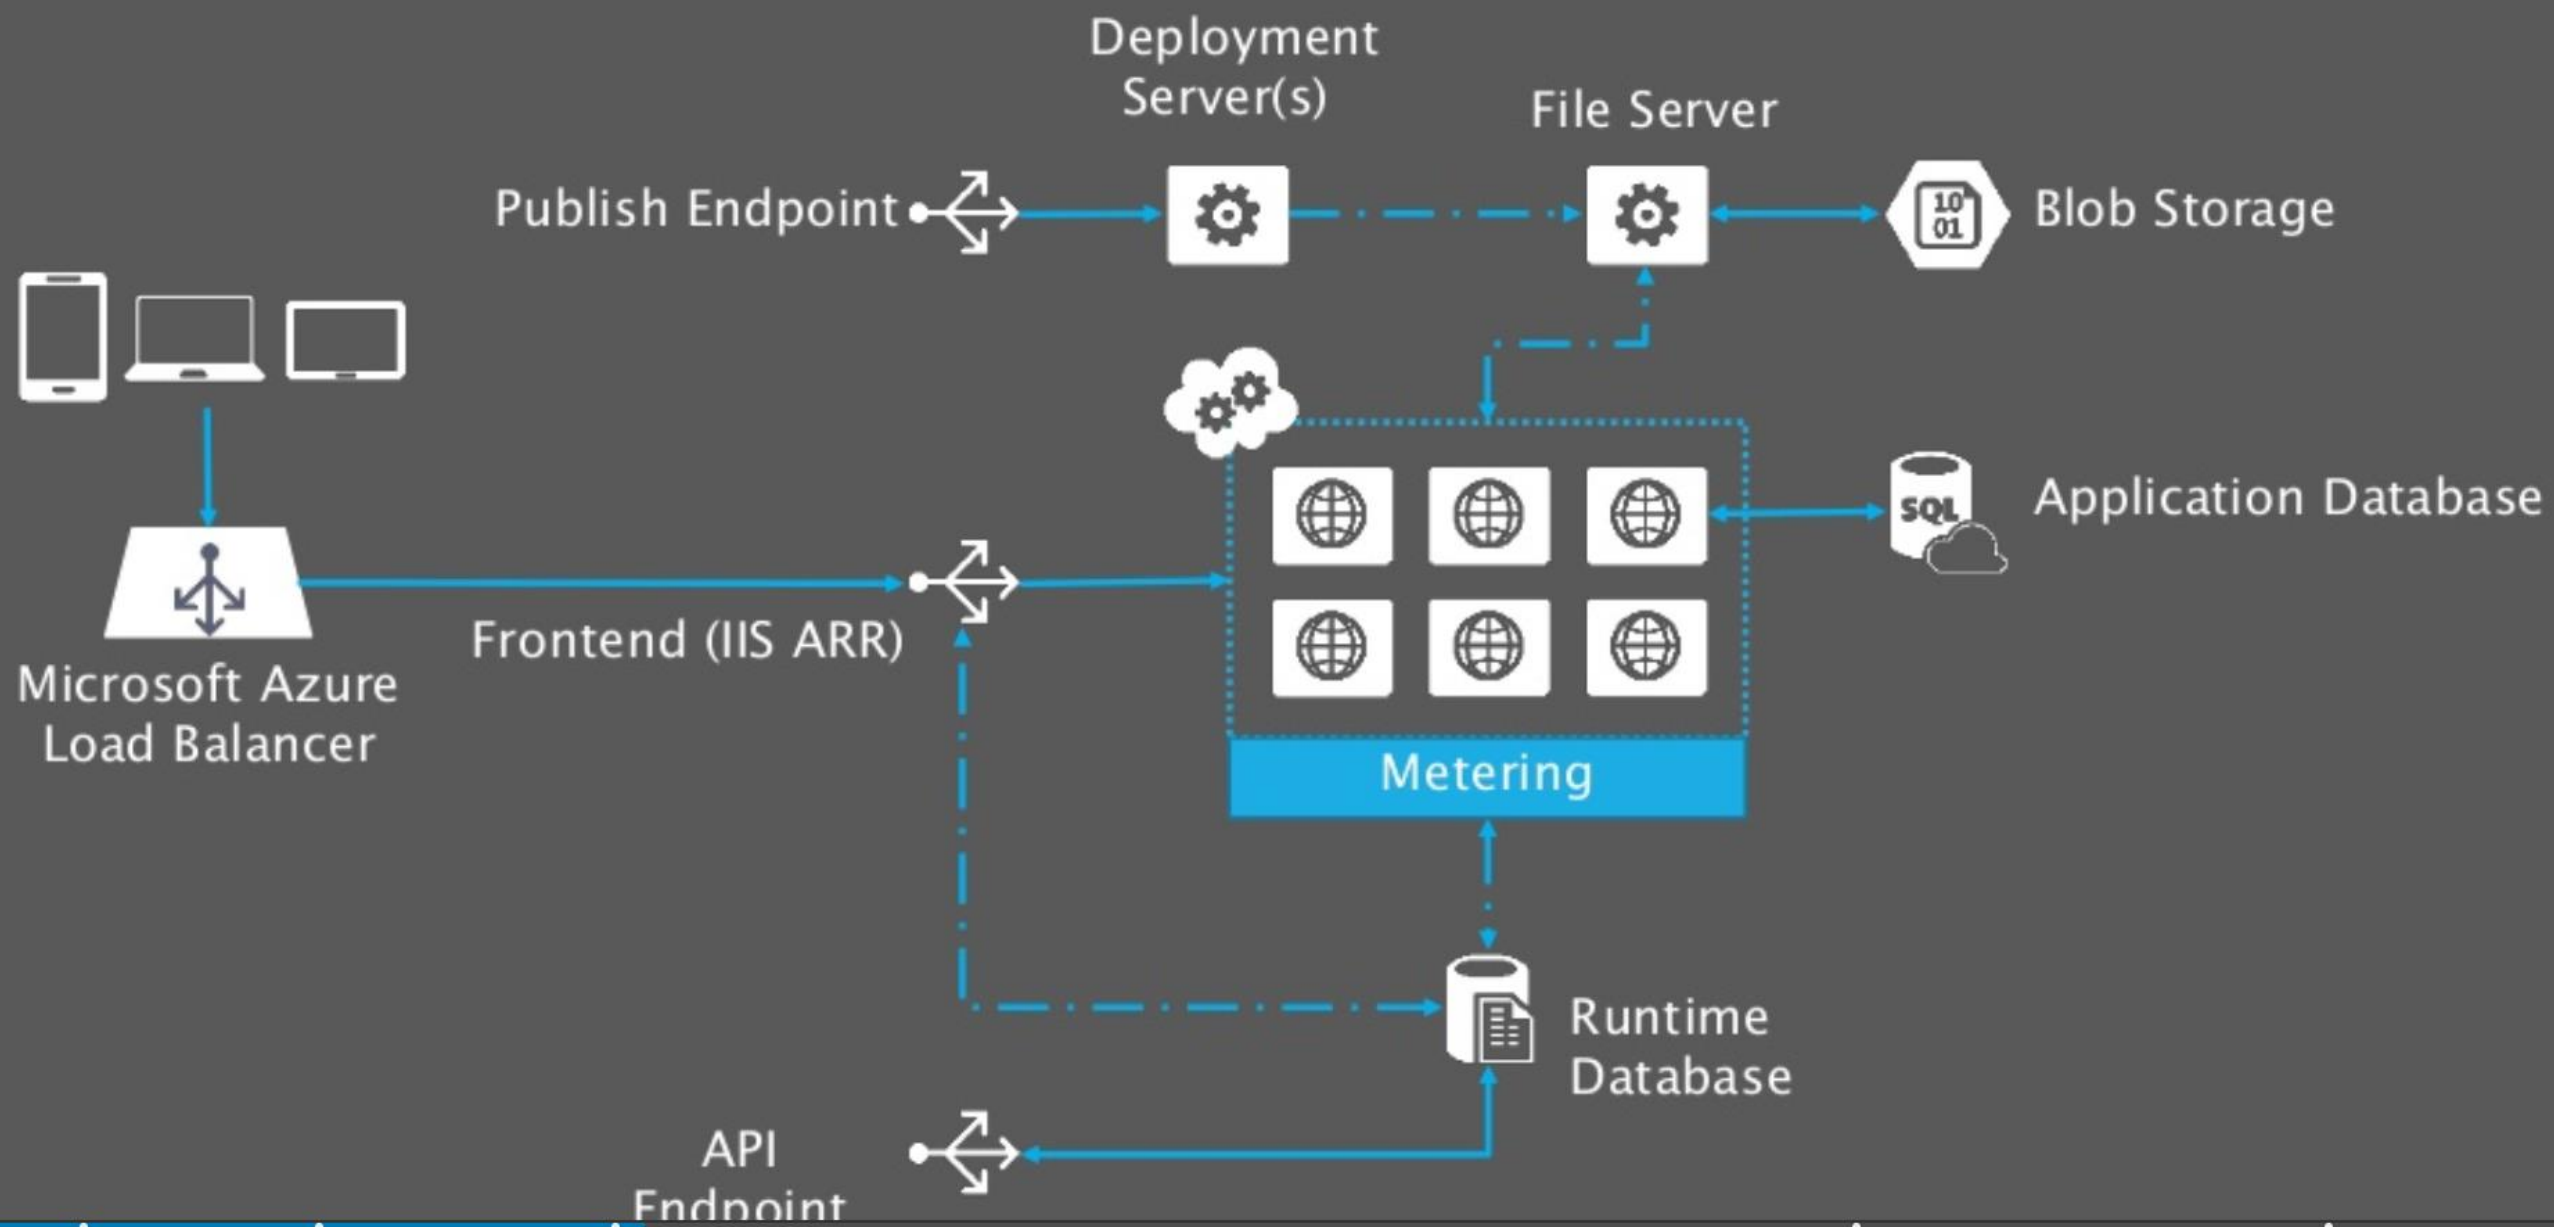 Deployment
Server(s)
File Server
Publish Endpoint
10
01
Blob Storage
SQL
Application Database
Frontend (IIS ARR)
Microsoft Azure
Load Balancer
Metering
Runtime
Database
API
Endpoint